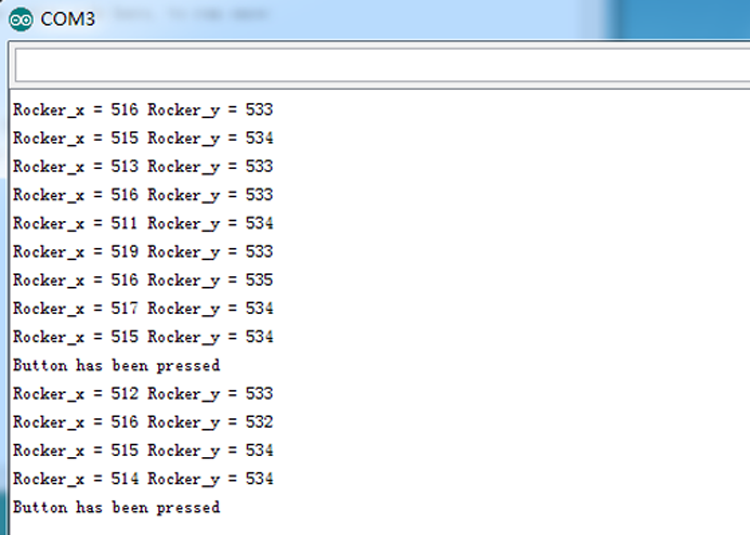 COM3
Rocker_x = 516 Rocker_y = 533
Rocker_x = 515 Rocker_y = 534
Rocker_x = 513 Rocker_y = 533
Rocker_x = 516 Rocker_y = 533
Rocker_x = 511 Rocker_y = 534
Rocker_x = 519 Rocker_y = 533
Rocker_x = 516 Rocker_y = 535
Rocker_x = 517 Rocker_y = 534
Rocker_x = 515 Rocker_y = 534
Button has been pressed
Rocker_x = 512 Rocker_y = 533
Rocker_x = 516 Rocker_y = 532
Rocker_x = 515 Rocker_y = 534
Rocker_x = 514 Rocker_y = 534
Button has been pressed